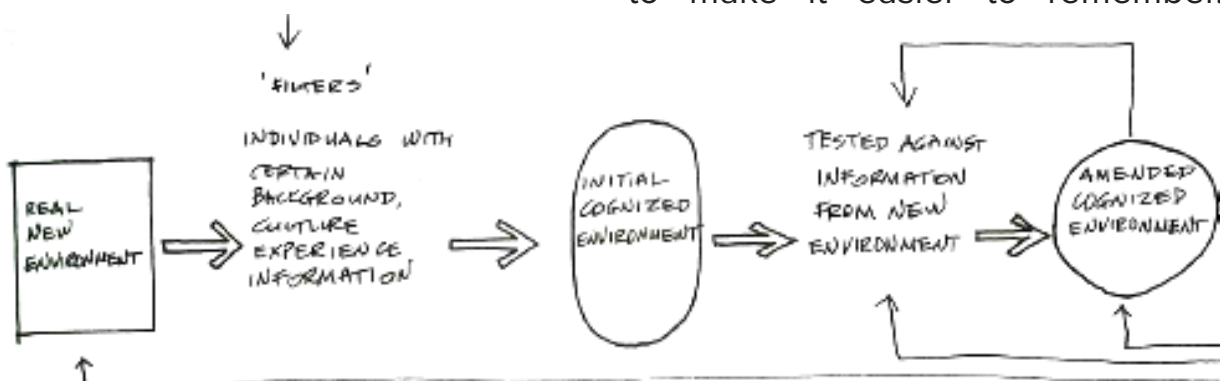 to make it easier to remember.
'FILTERS'
INDIVIDUALS WITH
CERTAIN
BACKGROUND,
CULTURE
EXPERIENCE
INFORMATION
REAL
NEW
ENVIRONMENT
INITIAL
COGNIZED
ENVIRONMENT
TESTED AGAINST
INFORMATION
FROM NEW
ENVIRONMENT
AMENDED
COGNIZED
ENVIRONMENT